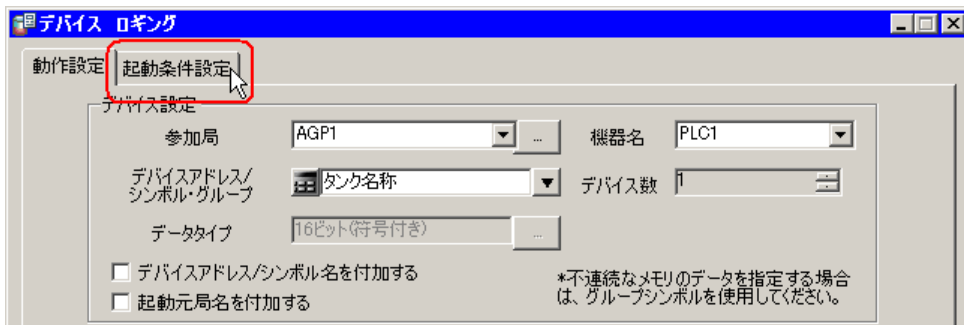 デバイス ロギング
動作設定 起動条件設定
デバイス設定
参加局 AGP1 ... 機器名 PLC1
デバイスアドレス/
シンボル・グループ タンク名称 デバイス数 1
データタイプ 16ビット(符号付き) ...
デバイスアドレス/シンボル名を付加する
起動元局名を付加する
*不連続なメモリのデータを指定する場合
は、グループシンボルを使用してください。